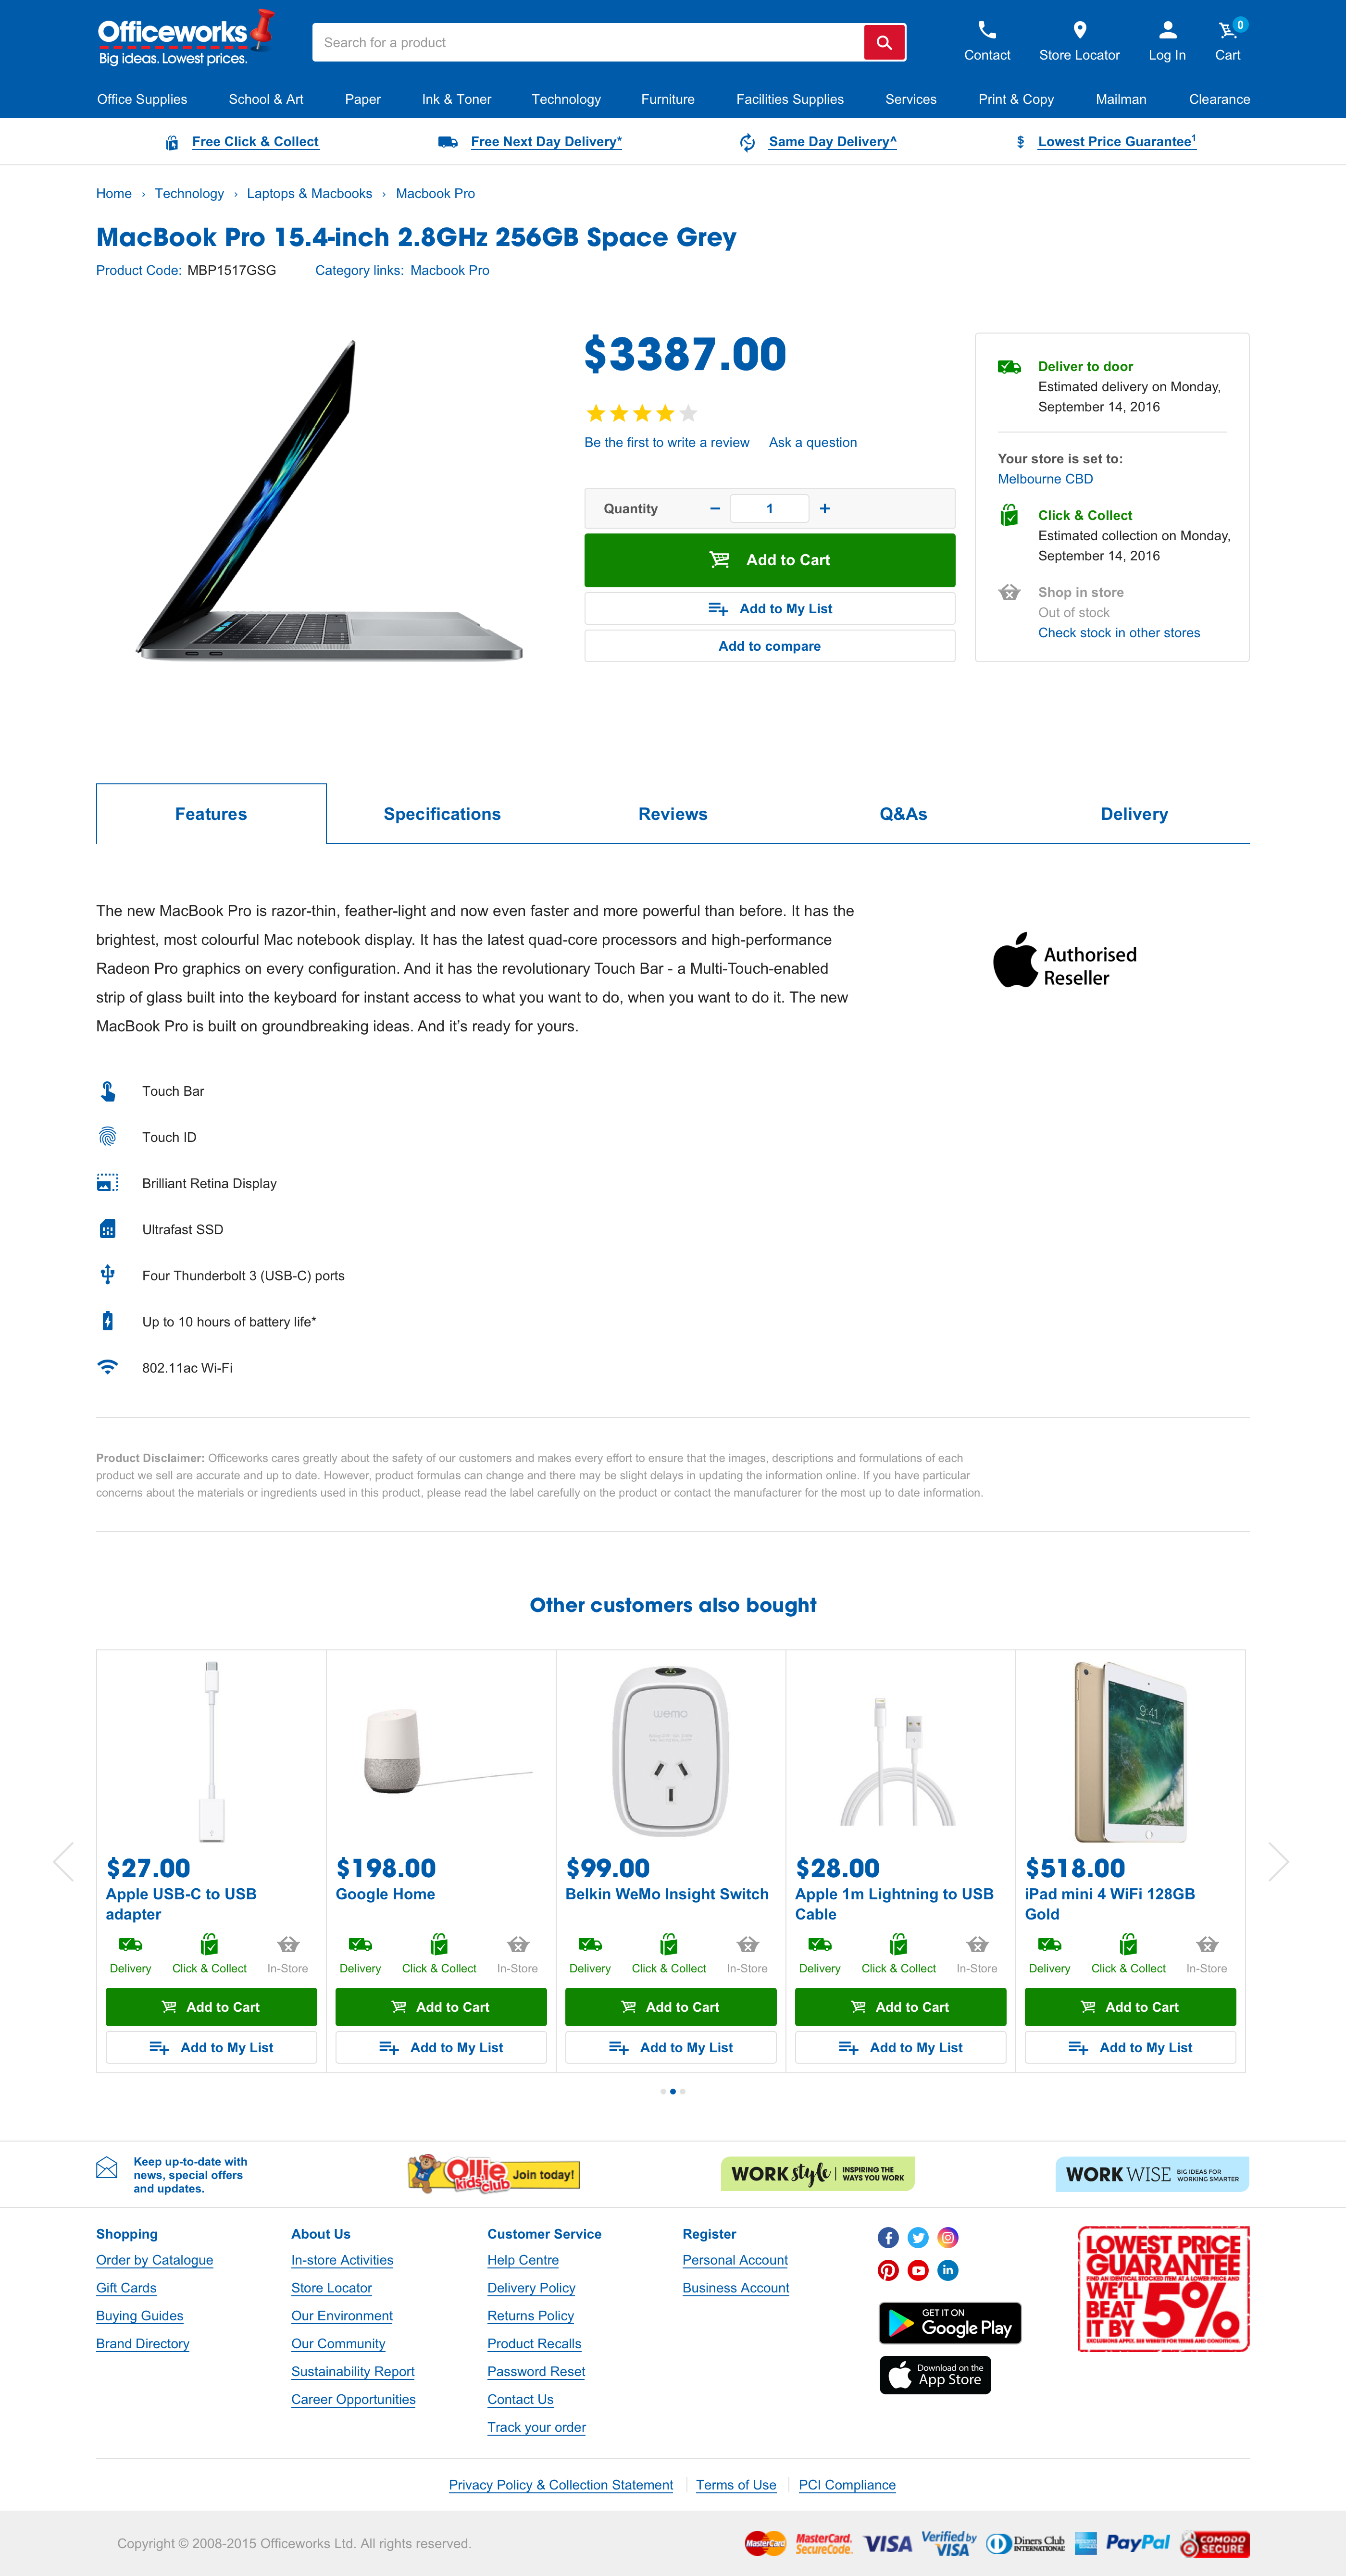 Officeworks
Big ideas. Lowest prices.
Search for a product
Contact
Store Locator
Log In
0
Cart
Office Supplies
School & Art
Paper
Ink & Toner
Technology
Furniture
Facilities Supplies
Services
Print & Copy
Mailman
Clearance
Free Click & Collect
Free Next Day Delivery*
Same Day Delivery^
$ Lowest Price Guarantee1
Home › Technology › Laptops & Macbooks › Macbook Pro
MacBook Pro 15.4-inch 2.8GHz 256GB Space Grey
Product Code: MBP1517GSG
Category links: Macbook Pro
$3387.00
Be the first to write a review
Ask a question
Quantity
− 1 +
Add to Cart
Add to My List
Add to compare
Deliver to door
Estimated delivery on Monday,
September 14, 2016
Your store is set to:
Melbourne CBD
Click & Collect
Estimated collection on Monday,
September 14, 2016
Shop in store
Out of stock
Check stock in other stores
Features
Specifications
Reviews
Q&As
Delivery
The new MacBook Pro is razor-thin, feather-light and now even faster and more powerful than before. It has the
brightest, most colourful Mac notebook display. It has the latest quad-core processors and high-performance
Radeon Pro graphics on every configuration. And it has the revolutionary Touch Bar - a Multi-Touch-enabled
strip of glass built into the keyboard for instant access to what you want to do, when you want to do it. The new
MacBook Pro is built on groundbreaking ideas. And it's ready for yours.
Authorised
Reseller
Touch Bar
Touch ID
Brilliant Retina Display
Ultrafast SSD
Four Thunderbolt 3 (USB-C) ports
Up to 10 hours of battery life*
802.11ac Wi-Fi
Product Disclaimer: Officeworks cares greatly about the safety of our customers and makes every effort to ensure that the images, descriptions and formulations of each
product we sell are accurate and up to date. However, product formulas can change and there may be slight delays in updating the information online. If you have particular
concerns about the materials or ingredients used in this product, please read the label carefully on the product or contact the manufacturer for the most up to date information.
Other customers also bought
wemo
9:41
$27.00
Apple USB-C to USB
adapter
Delivery
Click & Collect
In-Store
Add to Cart
Add to My List
$198.00
Google Home
Delivery
Click & Collect
In-Store
Add to Cart
Add to My List
$99.00
Belkin WeMo Insight Switch
Delivery
Click & Collect
In-Store
Add to Cart
Add to My List
$28.00
Apple 1m Lightning to USB
Cable
Delivery
Click & Collect
In-Store
Add to Cart
Add to My List
$518.00
iPad mini 4 WiFi 128GB
Gold
Delivery
Click & Collect
In-Store
Add to Cart
Add to My List
Keep up-to-date with
news, special offers
and updates.
Ollie
kids club
Join today!
WORK style
INSPIRING THE
WAYS YOU WORK
WORK WISE
BIG IDEAS FOR
WORKING SMARTER
Shopping
Order by Catalogue
Gift Cards
Buying Guides
Brand Directory
About Us
In-store Activities
Store Locator
Our Environment
Our Community
Sustainability Report
Career Opportunities
Customer Service
Help Centre
Delivery Policy
Returns Policy
Product Recalls
Password Reset
Contact Us
Track your order
Register
Personal Account
Business Account
f
in
GET IT ON
Google Play
Download on the
App Store
LOWEST PRICE
GUARANTEE
FIND AN IDENTICAL STOCKED ITEM AT A LOWER PRICE AND
WE'LL
BEAT
IT BY
5%
EXCLUSIONS APPLY. SEE WEBSITE FOR TERMS AND CONDITIONS.
Privacy Policy & Collection Statement
Terms of Use
PCI Compliance
Copyright © 2008-2015 Officeworks Ltd. All rights reserved.
MasterCard
MasterCard.
SecureCode.
VISA
Verified by
VISA
Diners Club
INTERNATIONAL
PayPal
COMODO
SECURE